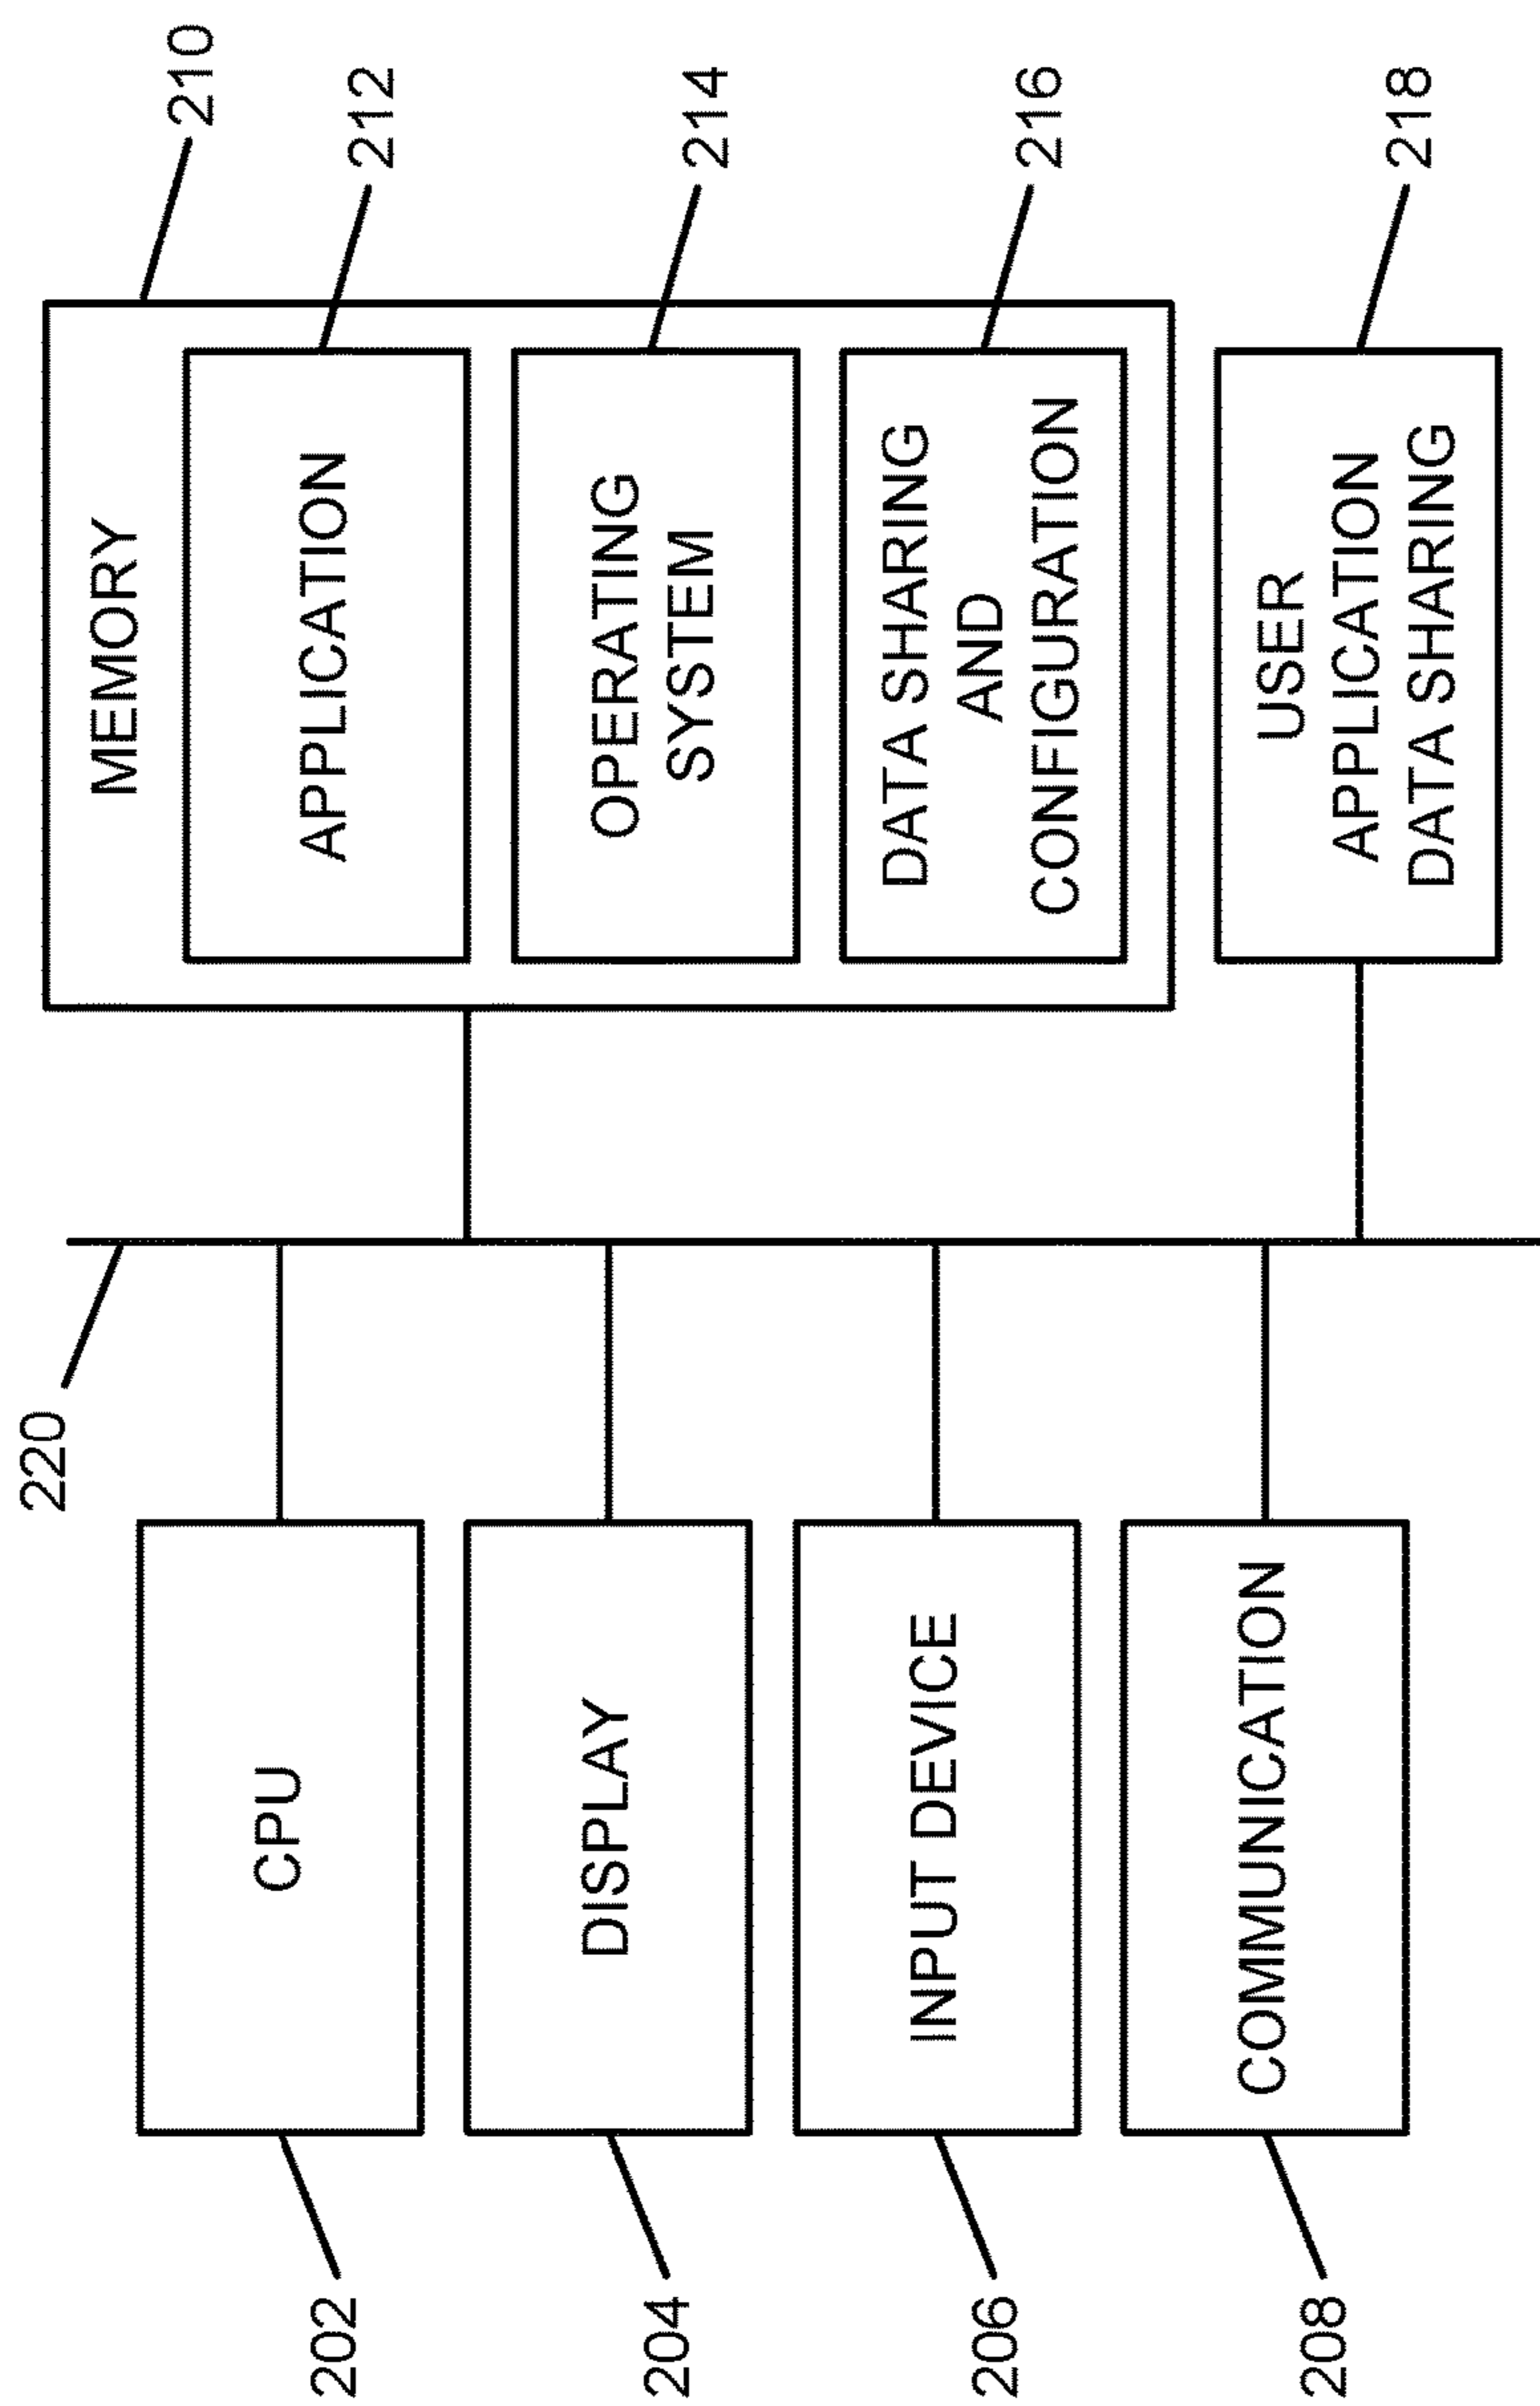 220
210
MEMORY
CPU
202
APPLICATION
212
DISPLAY
204
OPERATING
SYSTEM
214
INPUT DEVICE
206
DATA SHARING
AND
CONFIGURATION
216
COMMUNICATION
208
USER
APPLICATION
DATA SHARING
218